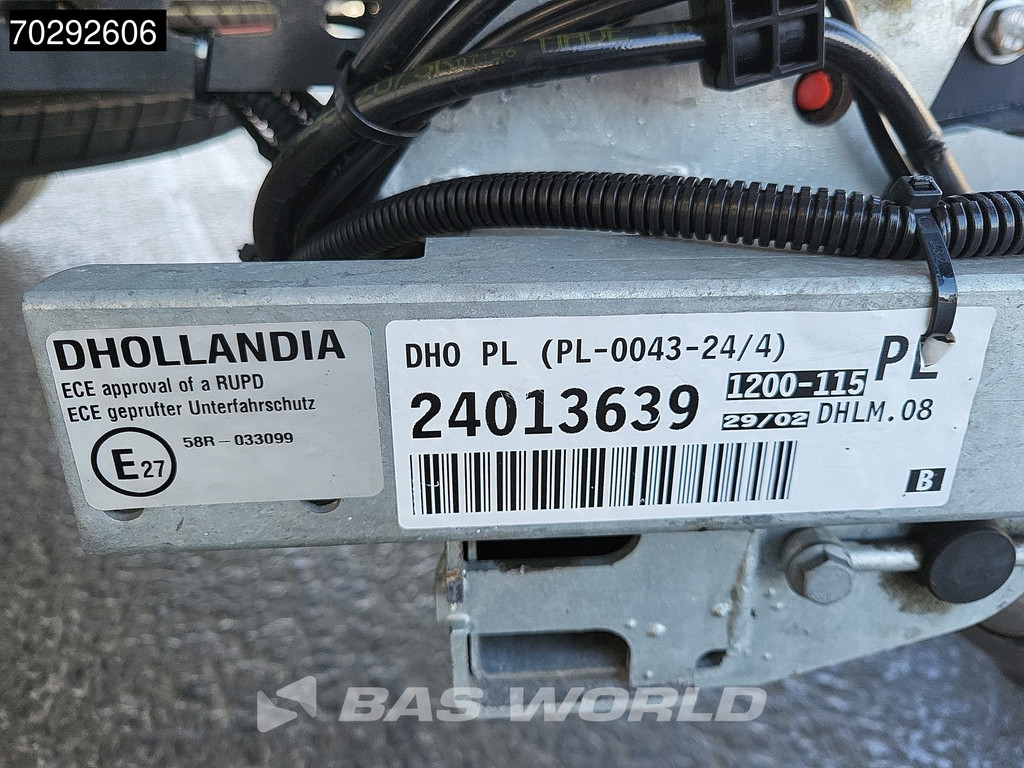 70292606
DHOLLANDIA
ECE approval of a RUPD
ECE geprufter Unterfahrschutz
E27
58R-033099
DHO PL (PL-0043-24/4)
PL
24013639
1200-115
29/02 DHLM.08
B
BAS WORLD